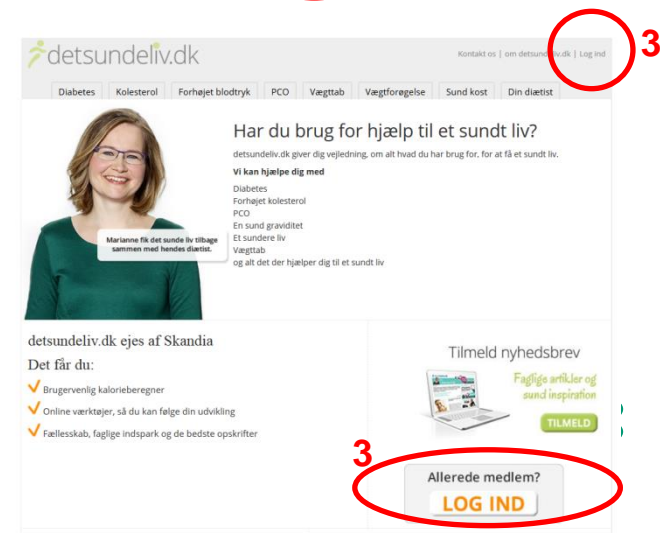 3
detsundeliv.dk
Kontakt os | om detsundeliv.dk | Log ind
Diabetes Kolesterol Forhøjet blodtryk PCO Vægttab Vægtforøgelse Sund kost Din diætist
Har du brug for hjælp til et sundt liv?
detsundeliv.dk giver dig vejledning, om alt hvad du har brug for, for at få et sundt liv.
Vi kan hjælpe dig med
Diabetes
Forhøjet kolesterol
PCO
En sund graviditet
Et sundere liv
Vægttab
og alt det der hjælper dig til et sundt liv
Marianne fik det sunde liv tilbage
sammen med hendes diætist.
detsundeliv.dk ejes af Skandia
Det får du:
Brugervenlig kalorieberegner
Online værktøjer, så du kan følge din udvikling
Fællesskab, faglige indspark og de bedste opskrifter
Tilmeld nyhedsbrev
Faglige artikler og
sund inspiration
TILMELD
3
Allerede medlem?
LOG IND